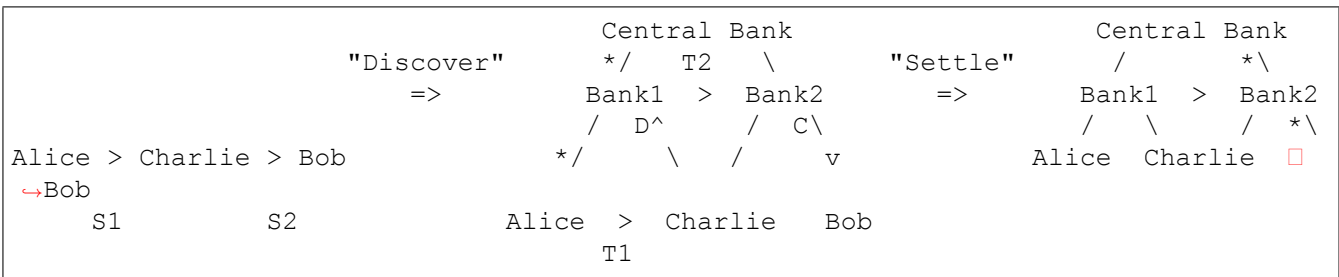 Central Bank Central Bank
"Discover" */ T2 \ "Settle" / *\
=> Bank1 > Bank2 => Bank1 > Bank2
/ D^ / C\ / \ / *\
Alice > Charlie > Bob */ \ / v Alice Charlie □
↪Bob
S1 S2 Alice > Charlie Bob
T1